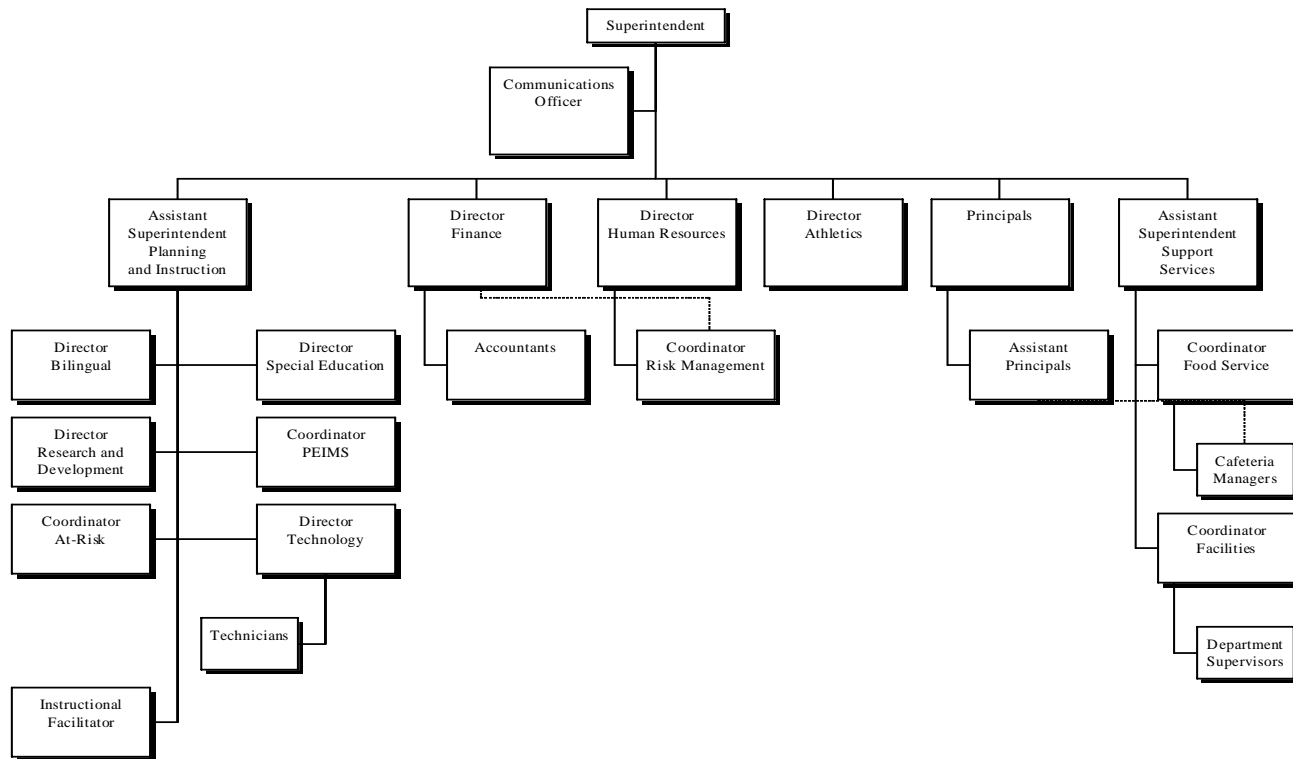 Superintendent
Communications
Officer
Assistant
Superintendent
Planning
and Instruction
Director
Finance
Director
Human Resources
Director
Athletics
Principals
Assistant
Superintendent
Support
Services
Director
Bilingual
Director
Special Education
Accountants
Coordinator
Risk Management
Assistant
Principals
Coordinator
Food Service
Director
Research and
Development
Coordinator
PEIMS
Cafeteria
Managers
Coordinator
At-Risk
Director
Technology
Coordinator
Facilities
Technicians
Department
Supervisors
Instructional
Facilitator